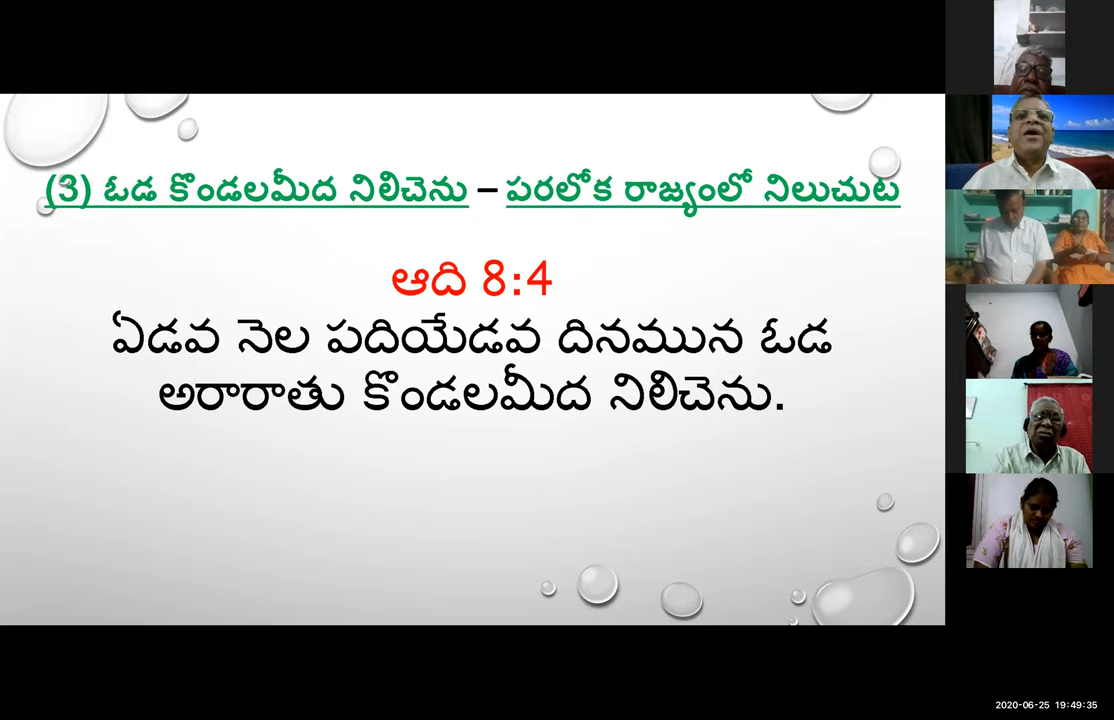 (3) ఓడ కొండలమీద నిలిచెను – పరలోక రాజ్యంలో నిలుచుట
ఆది 8:4
ఏడవ నెల పదియేడవ దినమున ఓడ
అరారాతు కొండలమీద నిలిచెను.
2020-06-25 19:49:35